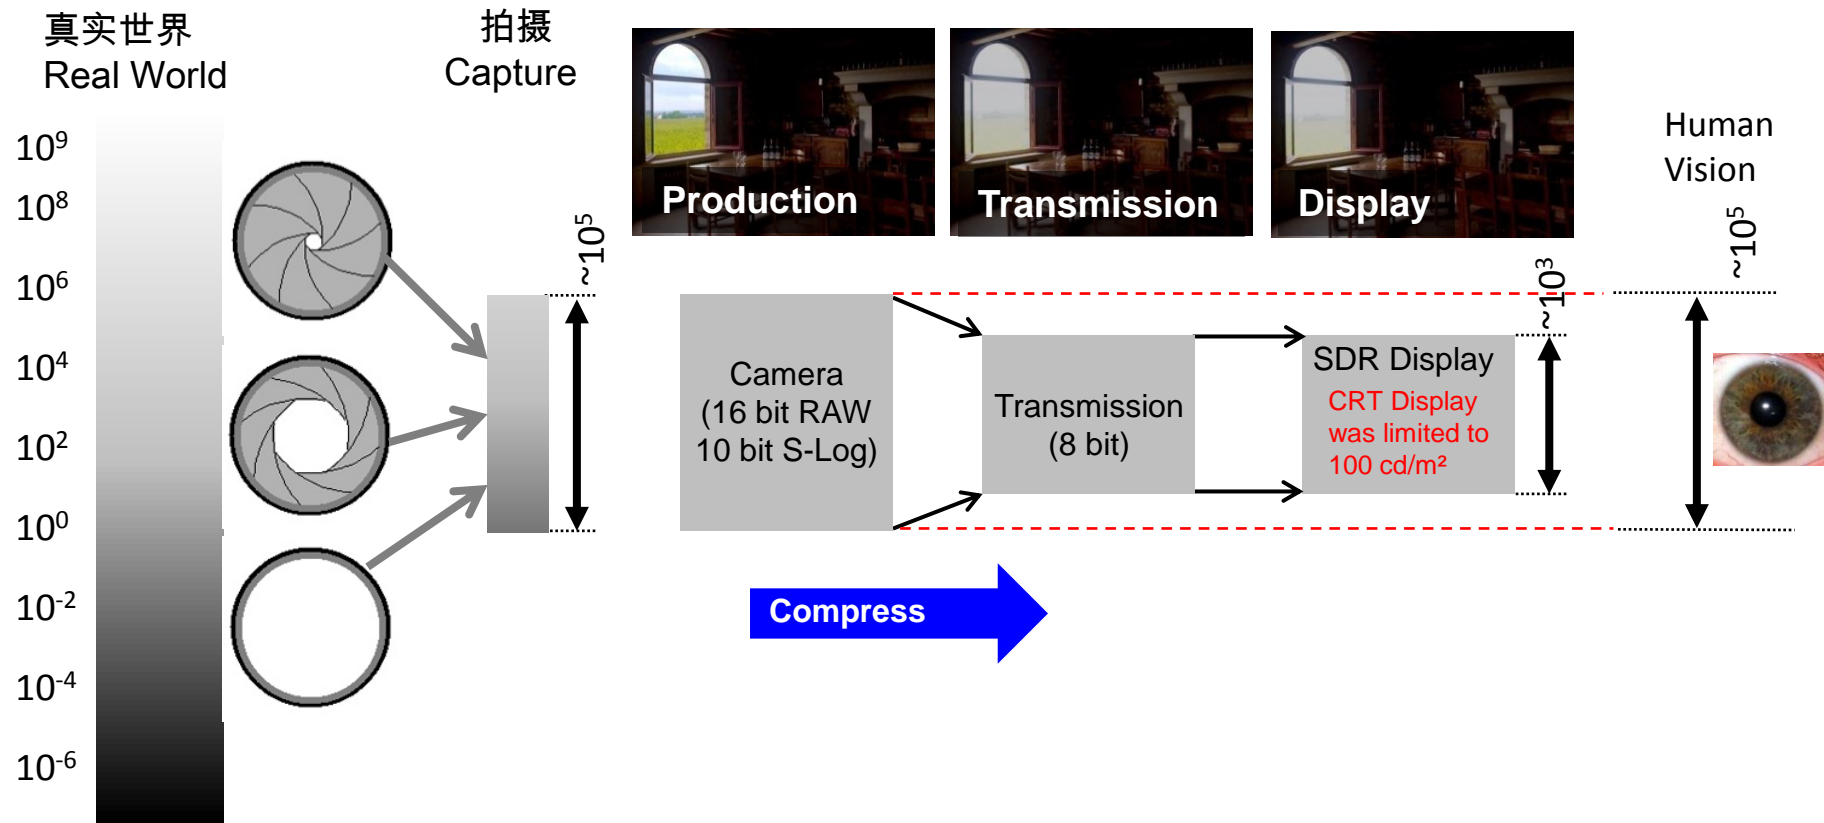 真实世界
Real World
10⁹
10⁸
10⁶
10⁴
10²
10⁰
10⁻²
10⁻⁴
10⁻⁶
拍摄
Capture
~10⁵
Production
Transmission
Display
Camera
(16 bit RAW
10 bit S-Log)
Transmission
(8 bit)
SDR Display
CRT Display
was limited to
100 cd/m²
~10³
Human
Vision
~10⁵
Compress